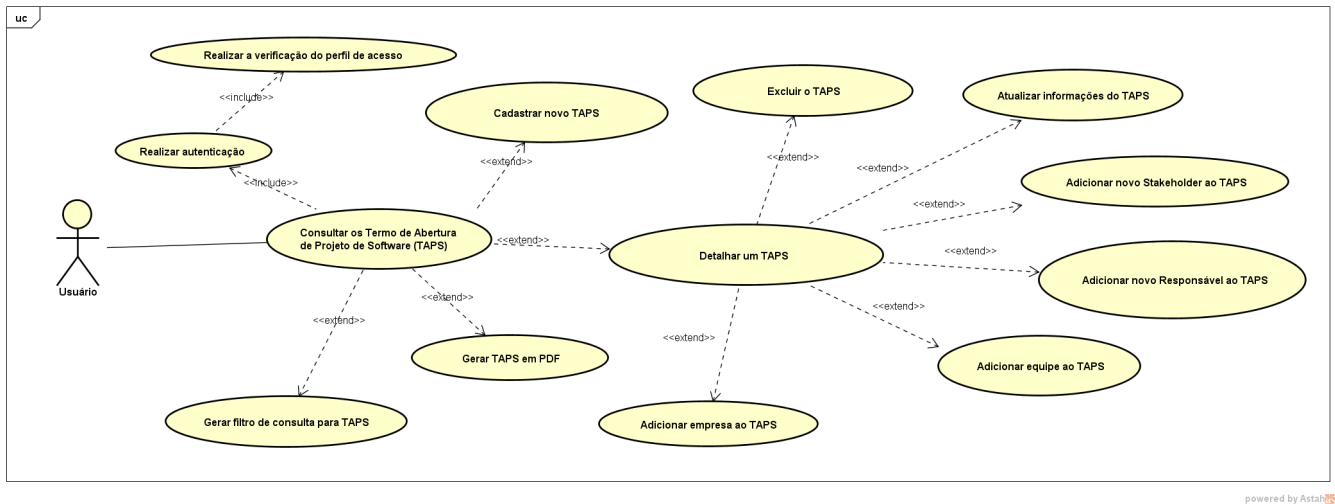 uc
Realizar a verificação do perfil de acesso
<<include>>
Realizar autenticação
<<include>>
Cadastrar novo TAPS
<<extend>>
Excluir o TAPS
<<extend>>
Atualizar informações do TAPS
<<extend>>
Adicionar novo Stakeholder ao TAPS
<<extend>>
Usuário
Consultar os Termo de Abertura
de Projeto de Software (TAPS)
<<extend>>
Detalhar um TAPS
<<extend>>
Adicionar novo Responsável ao TAPS
<<extend>>
<<extend>>
<<extend>>
<<extend>>
Gerar TAPS em PDF
Adicionar equipe ao TAPS
Gerar filtro de consulta para TAPS
Adicionar empresa ao TAPS
powered by Astah